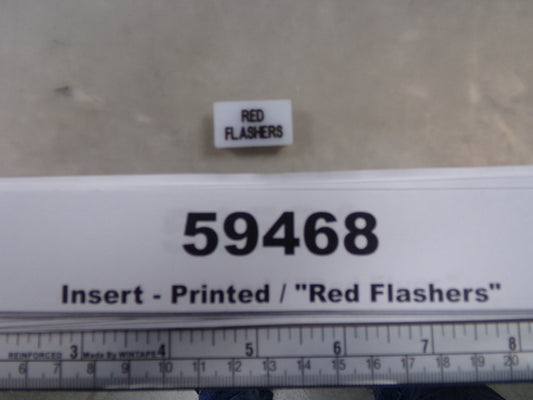 RED
FLASHERS
59468
Insert - Printed / "Red Flashers"
REINFORCED 3 Made By WINTAPE 4 5 6 7 8
6 7 8 9 10 11 12 13 14 15 16 17 18 19 20